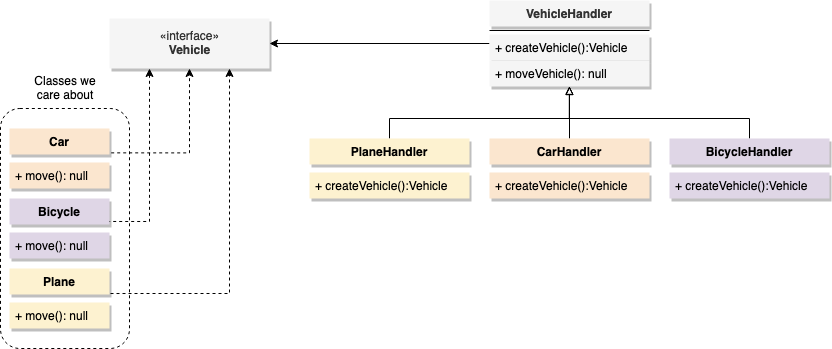 «interface»
Vehicle
VehicleHandler
+ createVehicle():Vehicle
+ moveVehicle(): null
Classes we
care about
Car
+ move(): null
Bicycle
+ move(): null
Plane
+ move(): null
PlaneHandler
+ createVehicle():Vehicle
CarHandler
+ createVehicle():Vehicle
BicycleHandler
+ createVehicle():Vehicle